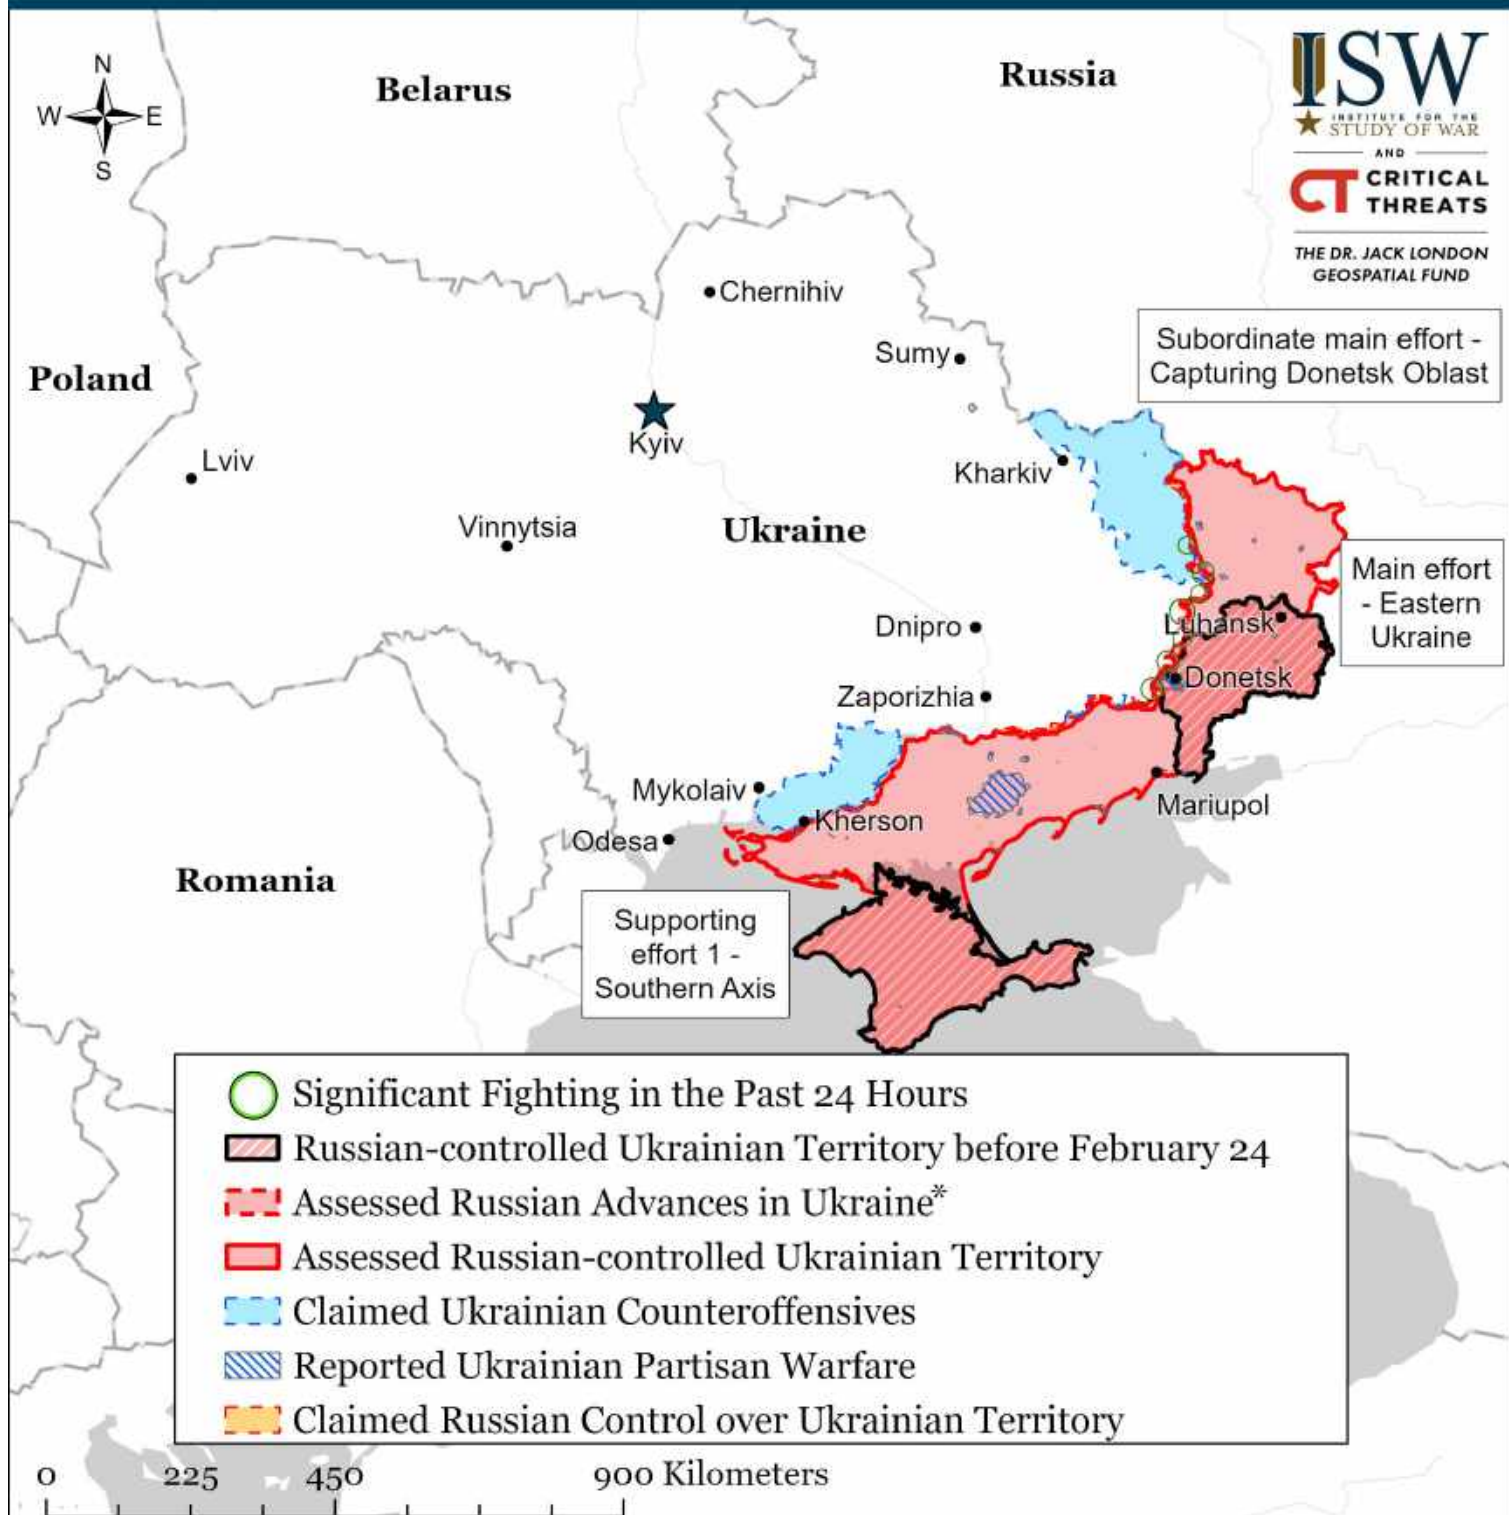 N
W
E
S
Belarus
Russia
ISW
INSTITUTE FOR THE
STUDY OF WAR
AND
CT CRITICAL
THREATS
THE DR. JACK LONDON
GEOSPATIAL FUND
Chernihiv
Subordinate main effort -
Capturing Donetsk Oblast
Sumy
Poland
Kyiv
Lviv
Kharkiv
Vinnytsia
Ukraine
Main effort
- Eastern
Ukraine
Dnipro
Luhansk
Donetsk
Zaporizhia
Mykolaiv
Mariupol
Kherson
Odesa
Romania
Supporting
effort 1 -
Southern Axis
Significant Fighting in the Past 24 Hours
Russian-controlled Ukrainian Territory before February 24
Assessed Russian Advances in Ukraine*
Assessed Russian-controlled Ukrainian Territory
Claimed Ukrainian Counteroffensives
Reported Ukrainian Partisan Warfare
Claimed Russian Control over Ukrainian Territory
0 225 450 900 Kilometers